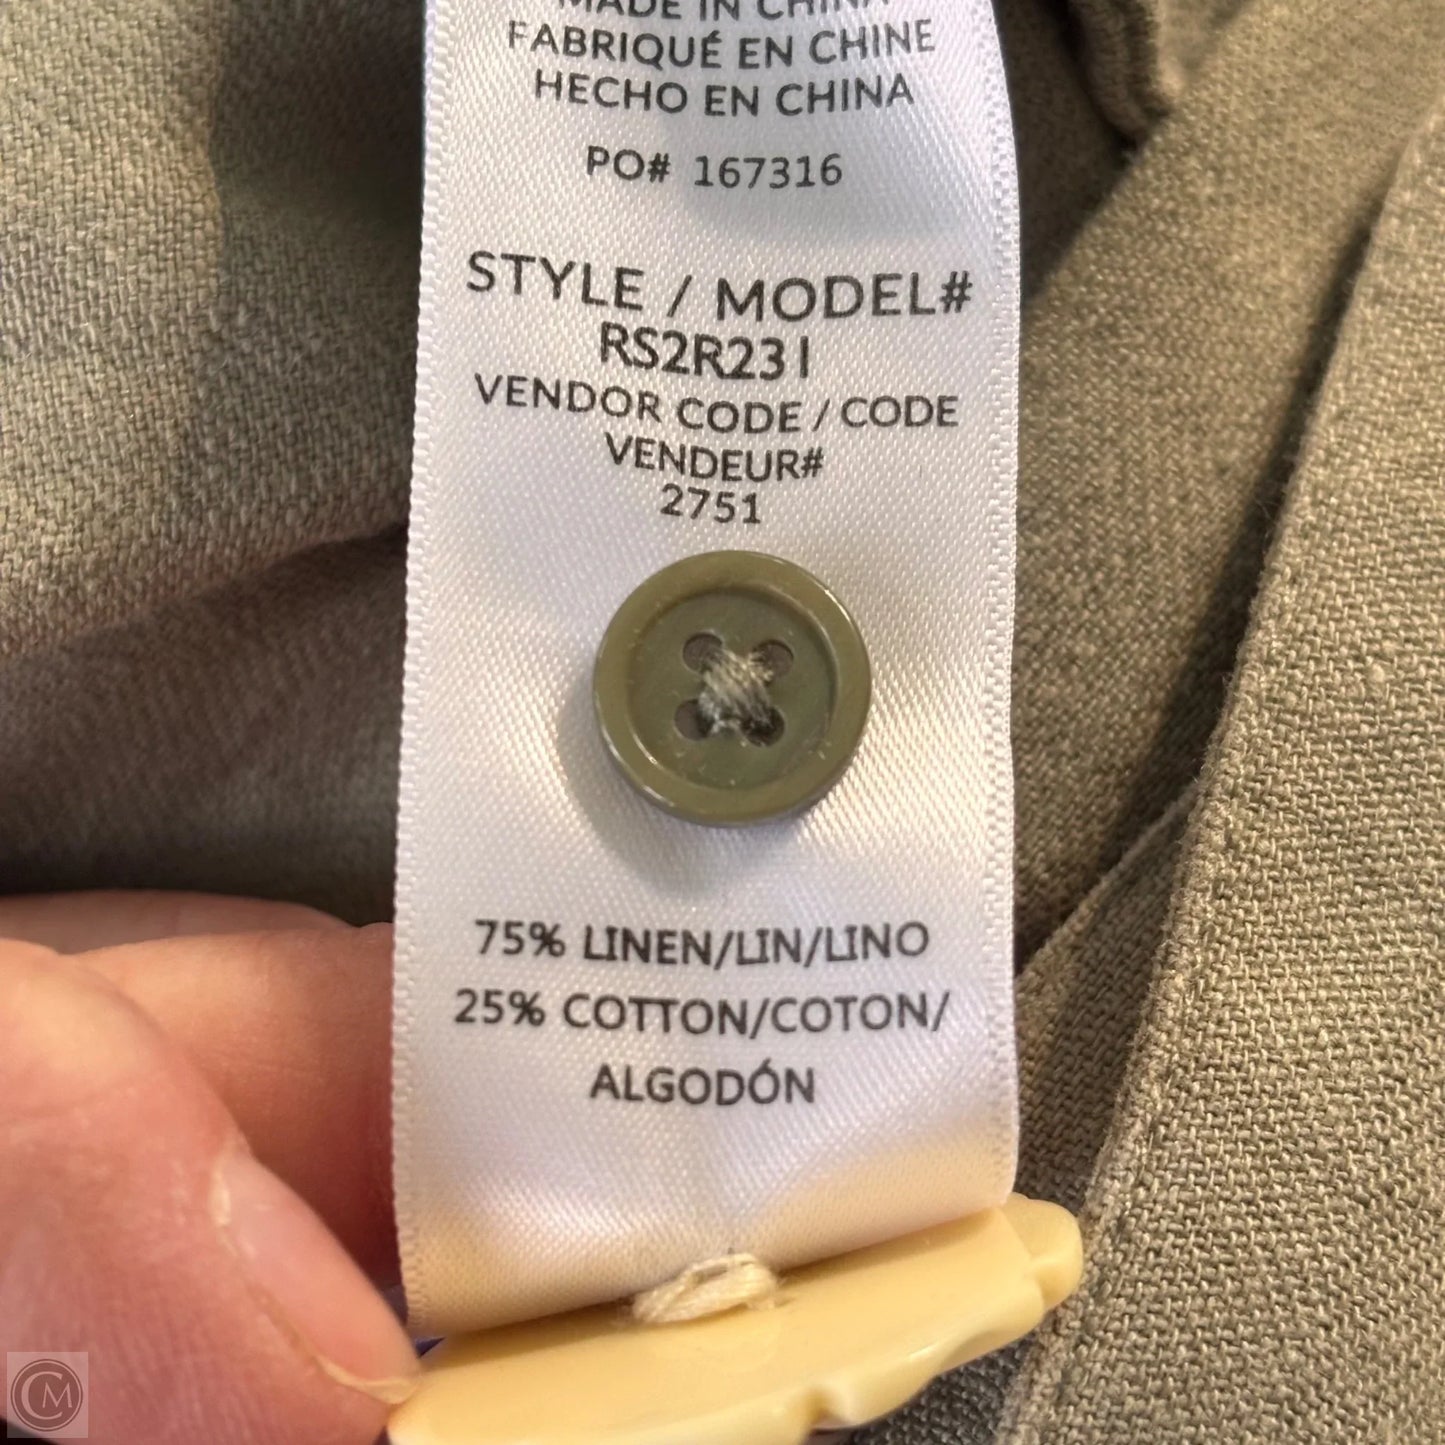 MADE IN CHINA
FABRIQUÉ EN CHINE
HECHO EN CHINA
PO# 167316
STYLE / MODEL#
RS2R231
VENDOR CODE / CODE
VENDEUR#
2751
75% LINEN/LIN/LINO
25% COTTON/COTON/
ALGODÓN
CM